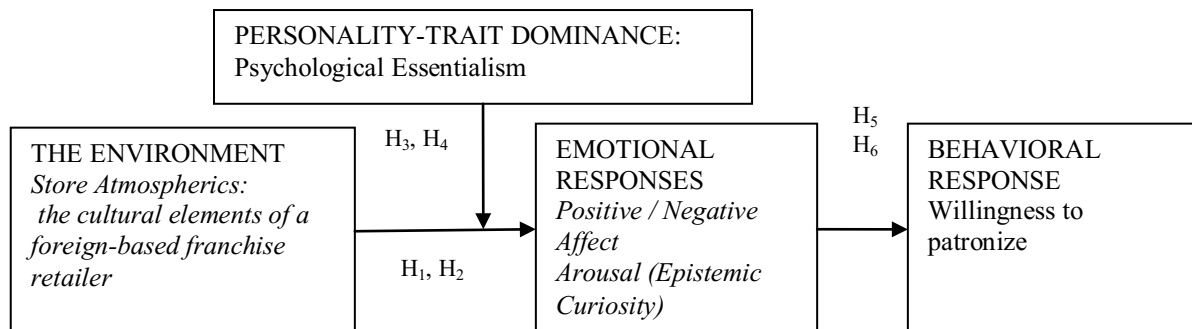 PERSONALITY-TRAIT DOMINANCE:
Psychological Essentialism
H₃, H₄
THE ENVIRONMENT
Store Atmospherics:
the cultural elements of a
foreign-based franchise
retailer
H₁, H₂
EMOTIONAL
RESPONSES
Positive / Negative
Affect
Arousal (Epistemic
Curiosity)
H₅
H₆
BEHAVIORAL
RESPONSE
Willingness to
patronize